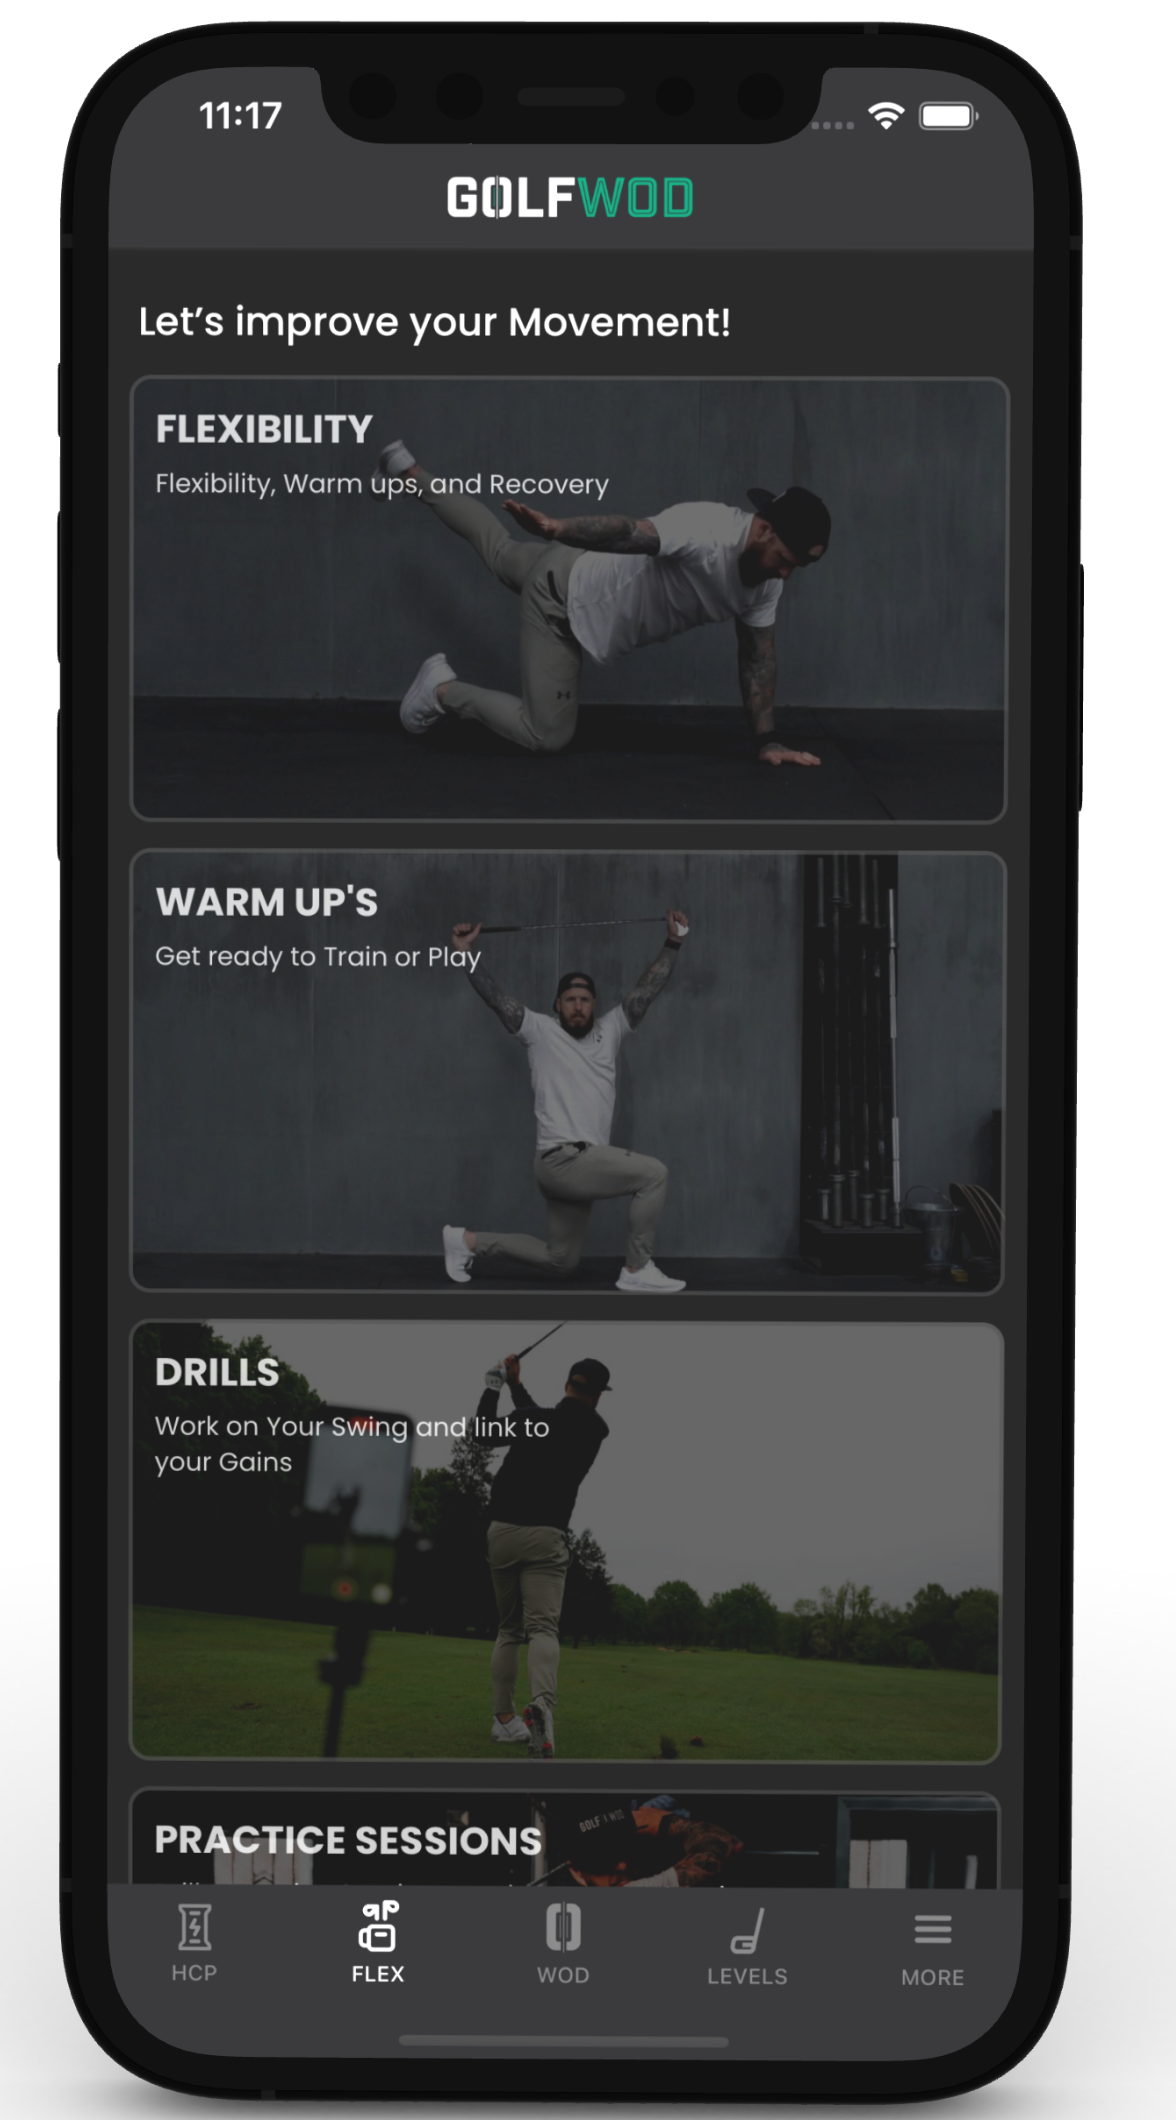 11:17
GOLFWOD
Let’s improve your Movement!
FLEXIBILITY
Flexibility, Warm ups, and Recovery
WARM UP'S
Get ready to Train or Play
DRILLS
Work on Your Swing and link to
your Gains
GOLF WOD
PRACTICE SESSIONS
HCP
FLEX
WOD
LEVELS
MORE